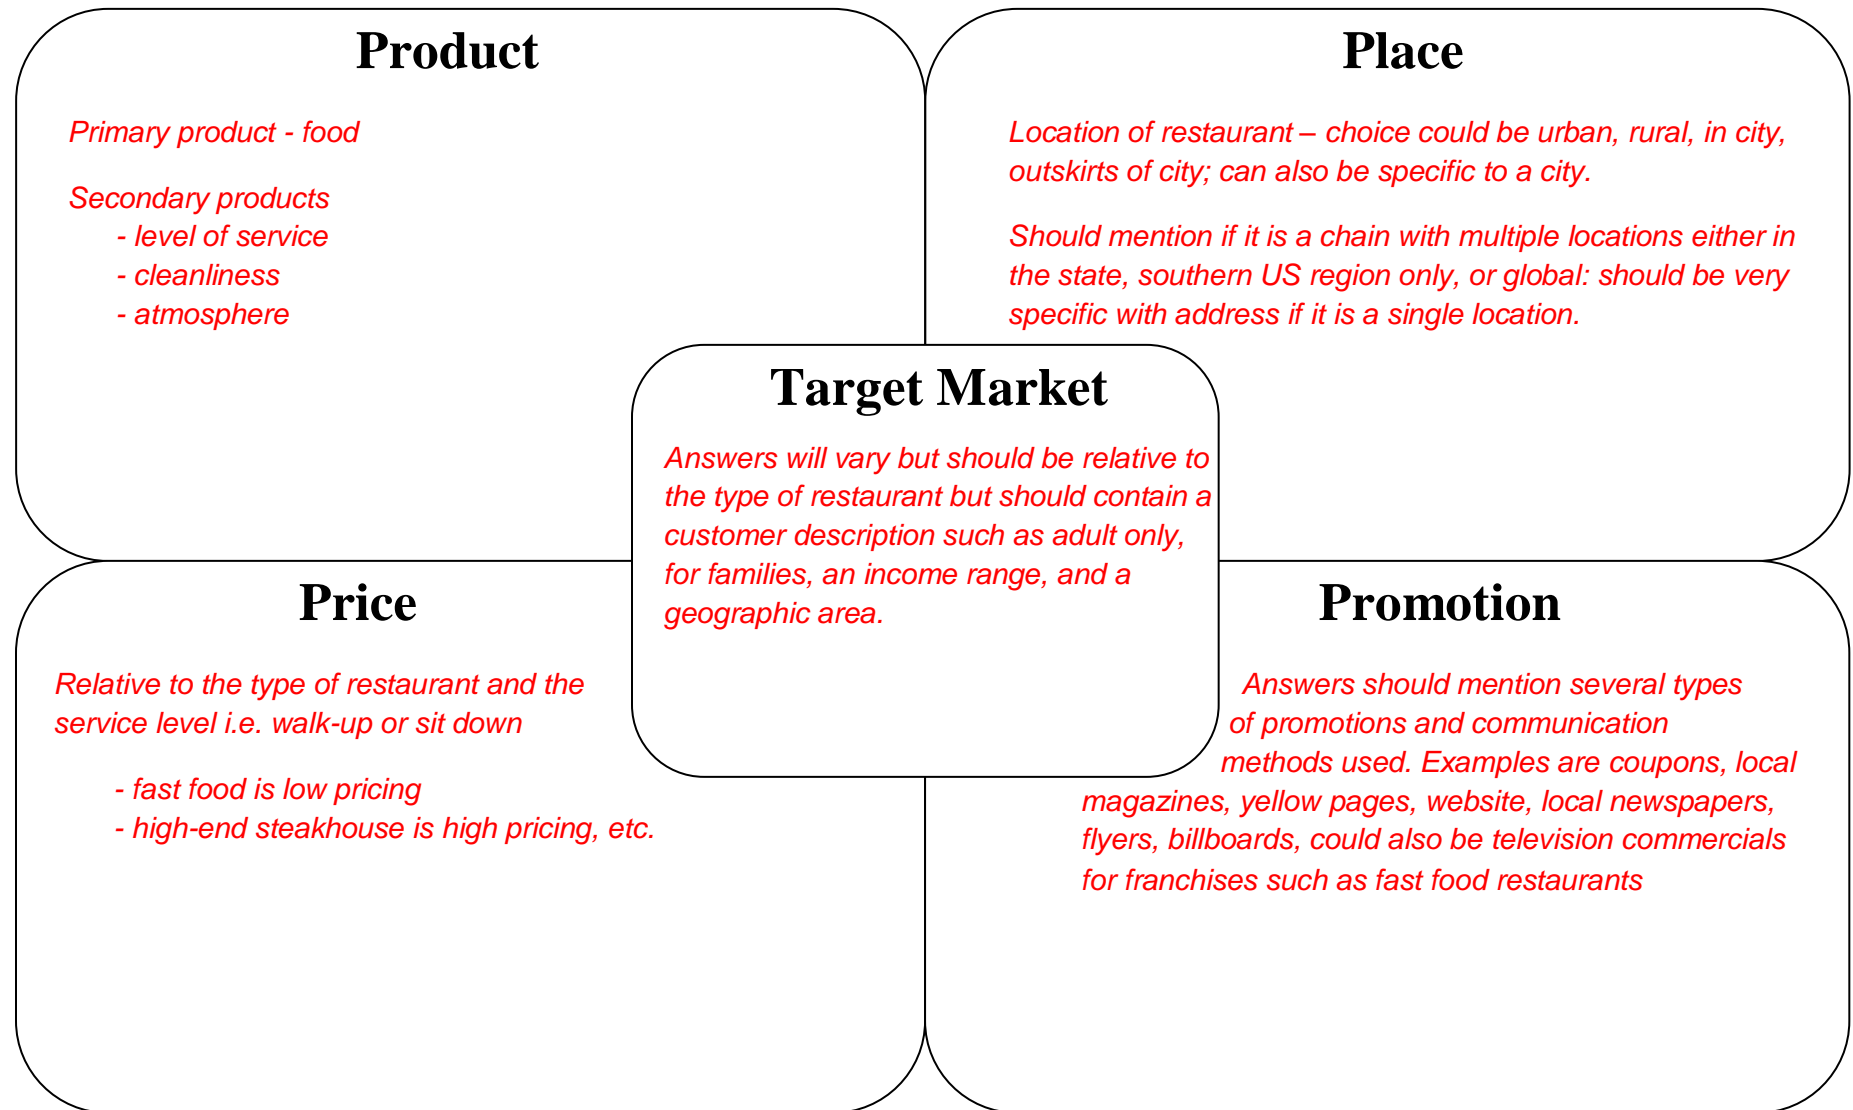 Product
Primary product - food
Secondary products
- level of service
- cleanliness
- atmosphere
Place
Location of restaurant – choice could be urban, rural, in city,
outskirts of city; can also be specific to a city.
Should mention if it is a chain with multiple locations either in
the state, southern US region only, or global: should be very
specific with address if it is a single location.
Target Market
Answers will vary but should be relative to
the type of restaurant but should contain a
customer description such as adult only,
for families, an income range, and a
geographic area.
Price
Relative to the type of restaurant and the
service level i.e. walk-up or sit down
- fast food is low pricing
- high-end steakhouse is high pricing, etc.
Promotion
Answers should mention several types
of promotions and communication
methods used. Examples are coupons, local
magazines, yellow pages, website, local newspapers,
flyers, billboards, could also be television commercials
for franchises such as fast food restaurants